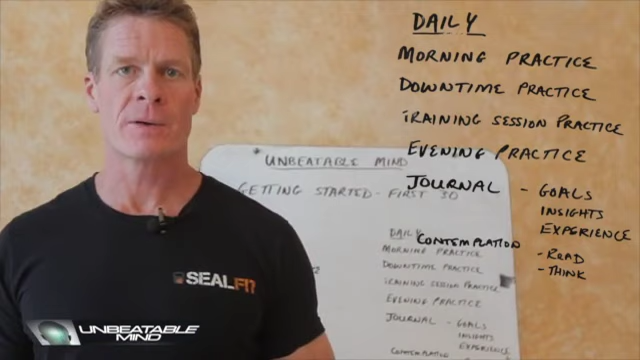 DAILY
MORNING PRACTICE
DOWNTIME PRACTICE
TRAINING SESSION PRACTICE
EVENING PRACTICE
JOURNAL - GOALS
INSIGHTS
EXPERIENCE
CONTEMPLATION - READ
- THINK
UNBEATABLE MIND
GETTING STARTED - FIRST 30
DAILY
MORNING PRACTICE
DOWNTIME PRACTICE
TRAINING SESSION PRACTICE
EVENING PRACTICE
JOURNAL - GOALS
INSIGHTS
EXPERIENCE
CONTEMPLATION
SEALFIT
UNBEATABLE
MIND